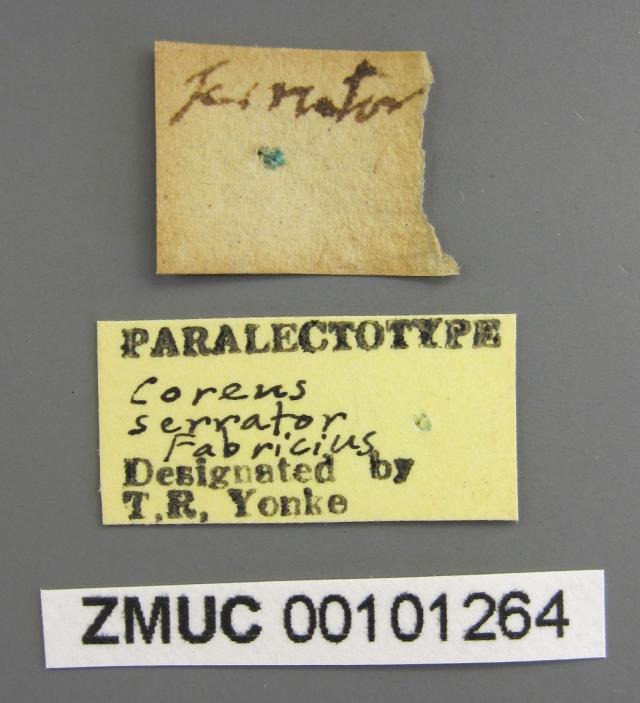 serrator
PARALECTOTYPE
Coreus
serrator
Fabricius
Designated by
T.R. Yonke
ZMUC 00101264